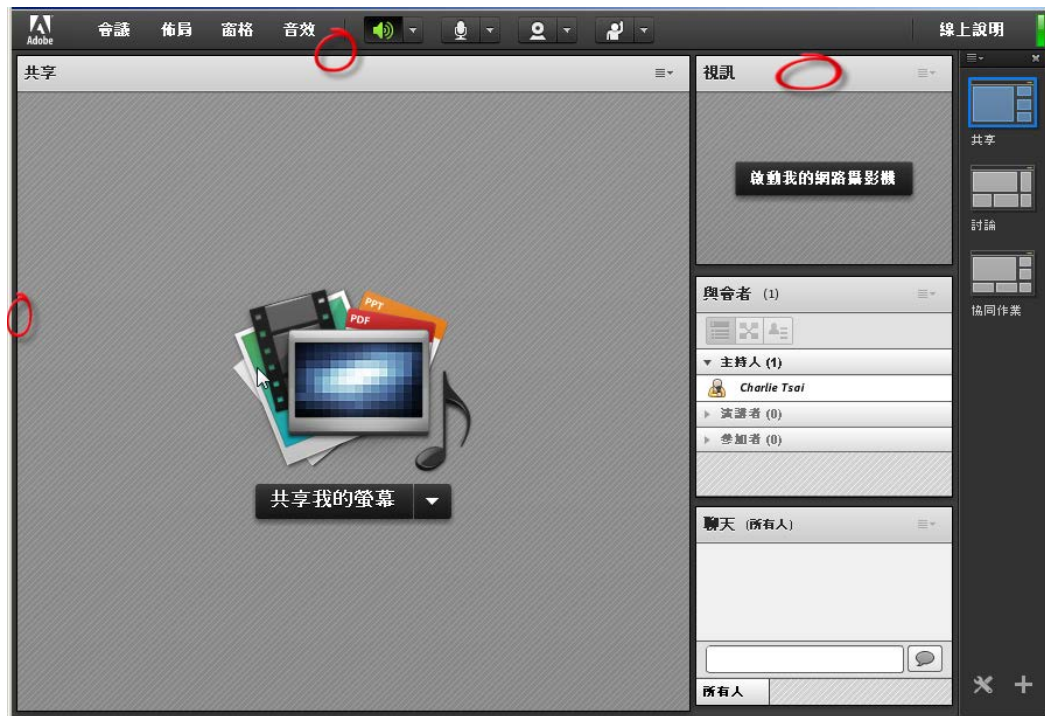 Adobe 會議 佈局 窗格 音效 線上說明
共享
PPT
PDF
共享我的螢幕
視訊
啟動我的網路攝影機
與會者 (1)
主持人 (1)
Charlie Tsai
演講者 (0)
參加者 (0)
聊天 (所有人)
所有人
共享
討論
協同作業